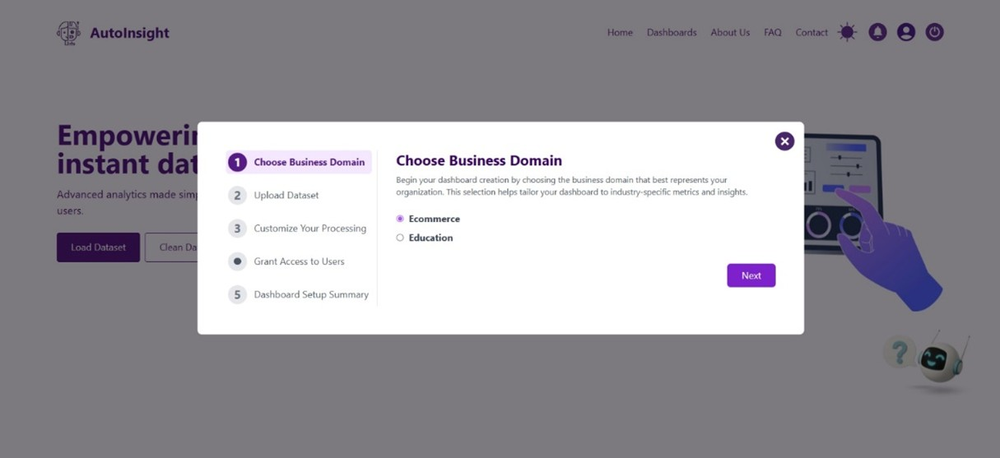 AutoInsight
Home Dashboards About Us FAQ Contact
instant dat
Advanced analytics made simp
users.
Load Dataset Clean Da
1 Choose Business Domain
2 Upload Dataset
3 Customize Your Processing
Grant Access to Users
5 Dashboard Setup Summary
Choose Business Domain
Begin your dashboard creation by choosing the business domain that best represents your
organization. This selection helps tailor your dashboard to industry-specific metrics and insights.
Ecommerce
Education
Next
?